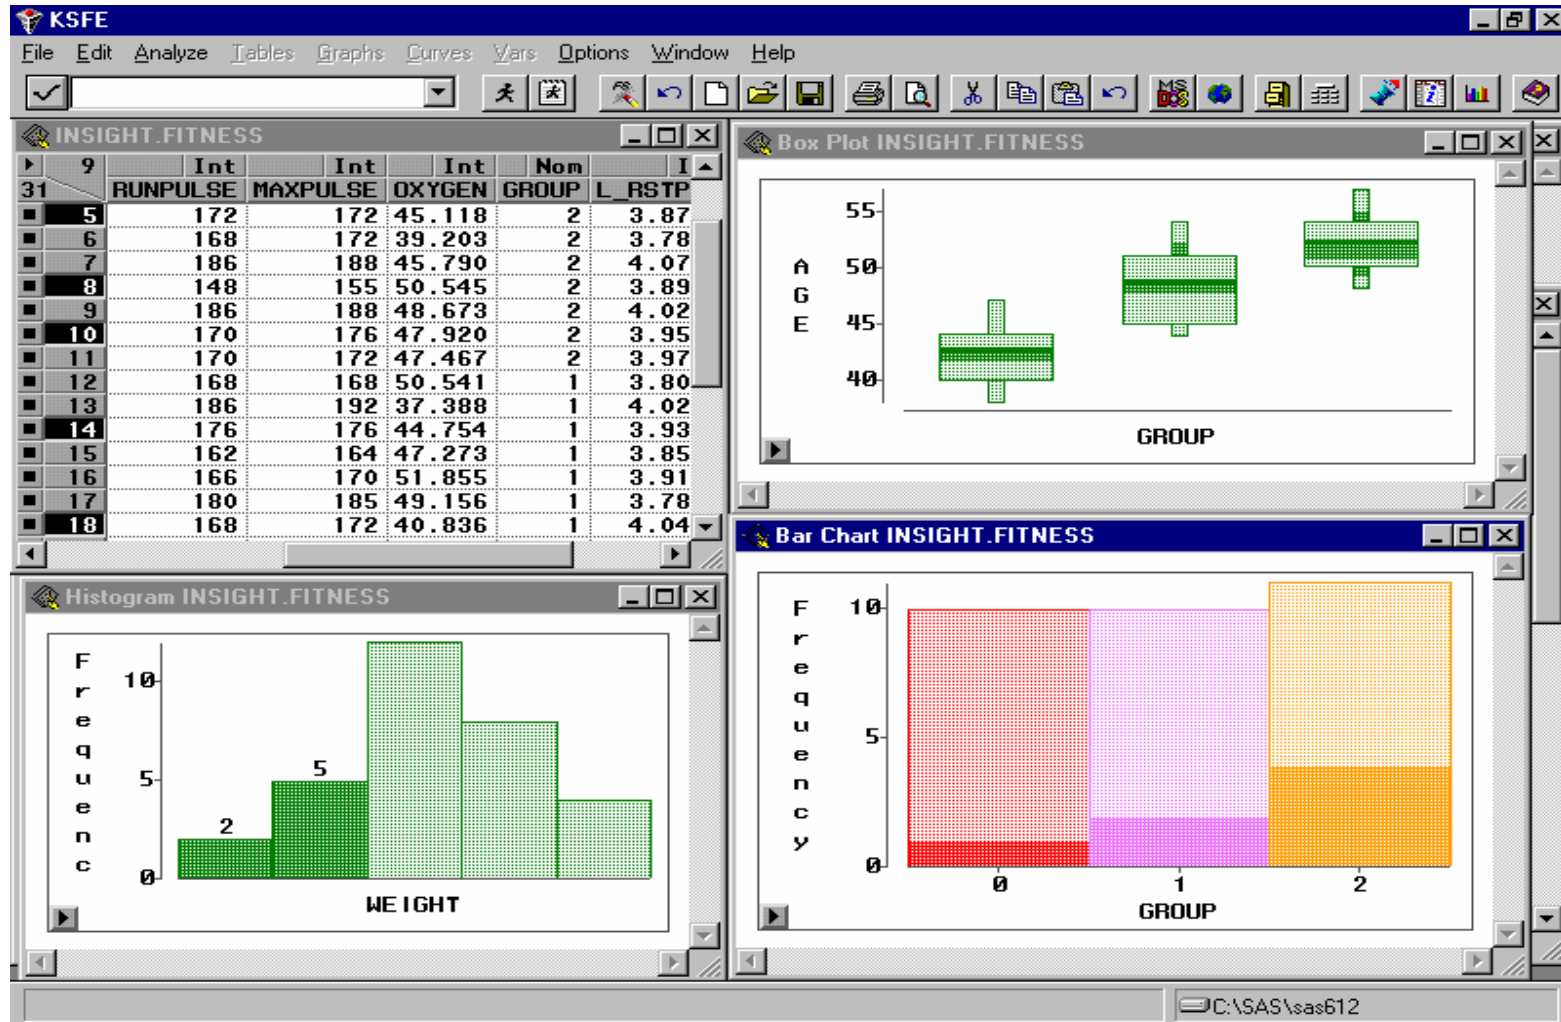 KSFE
File Edit Analyze Tables Graphs Curves Vars Options Window Help
MS DOS
INSIGHT.FITNESS
9 Int Int Int Nom I
31 RUNPULSE MAXPULSE OXYGEN GROUP L_RSTP
5 172 172 45.118 2 3.87
6 168 172 39.203 2 3.78
7 186 188 45.790 2 4.07
8 148 155 50.545 2 3.89
9 186 188 48.673 2 4.02
10 170 176 47.920 2 3.95
11 170 172 47.467 2 3.97
12 168 168 50.541 1 3.80
13 186 192 37.388 1 4.02
14 176 176 44.754 1 3.93
15 162 164 47.273 1 3.85
16 166 170 51.855 1 3.91
17 180 185 49.156 1 3.78
18 168 172 40.836 1 4.04
Box Plot INSIGHT.FITNESS
AGE
55
50
45
40
GROUP
Histogram INSIGHT.FITNESS
Frequenc
10
5
0
2
5
WEIGHT
Bar Chart INSIGHT.FITNESS
Frequency
10
5
0
0 1 2
GROUP
C:\SAS\sas612